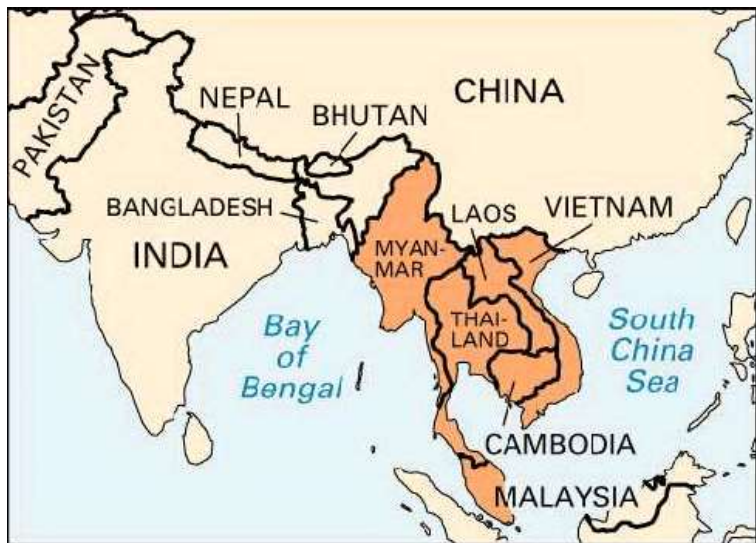 CHINA
PAKISTAN
NEPAL
BHUTAN
BANGLADESH
LAOS
VIETNAM
INDIA
MYAN-
MAR
THAI-
LAND
Bay
of
Bengal
South
China
Sea
CAMBODIA
MALAYSIA